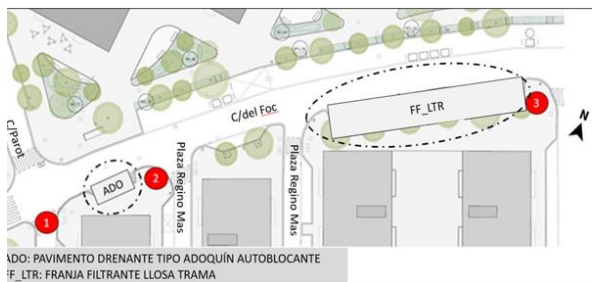 C/del Foc
FF_LTR
3
N
C/Parot
Plaza Regino Mas
Plaza Regino Mas
ADO
2
1
ADO: PAVIMENTO DRENANTE TIPO ADOQUÍN AUTOBLOCANTE
FF_LTR: FRANJA FILTRANTE LLOSA TRAMA